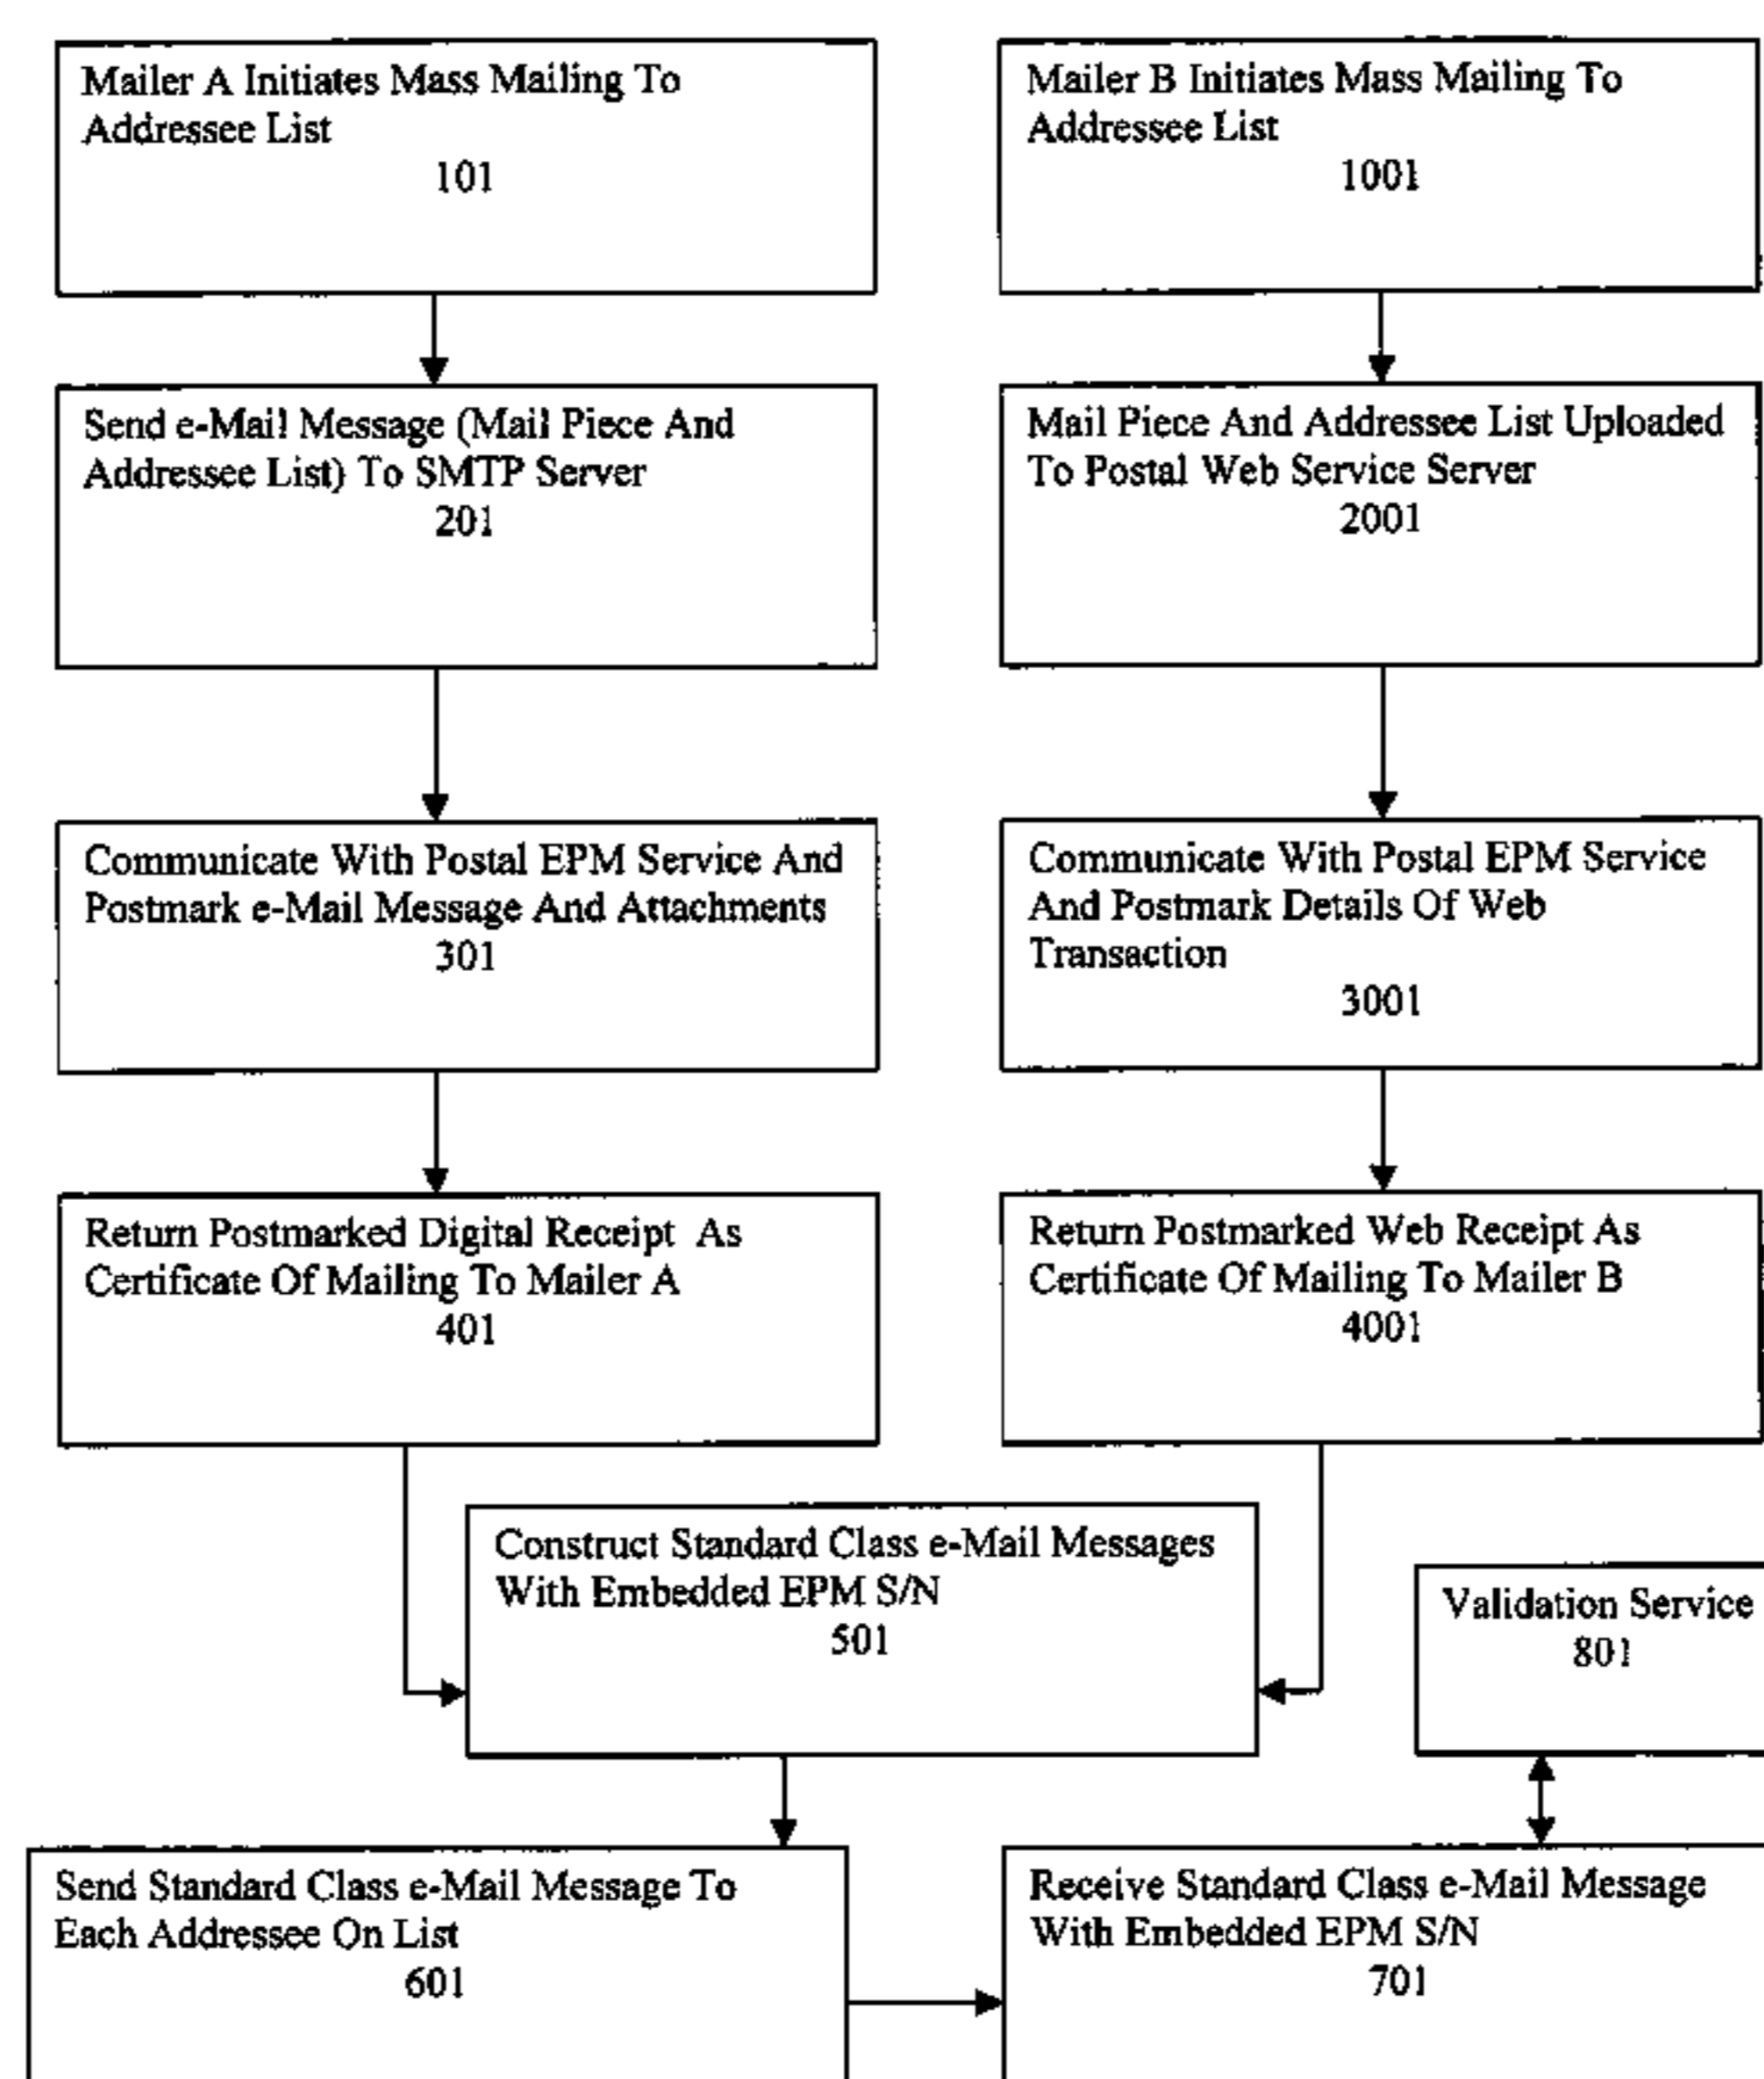 Mailer A Initiates Mass Mailing To
Addressee List
101
Mailer B Initiates Mass Mailing To
Addressee List
1001
Send e-Mail Message (Mail Piece And
Addressee List) To SMTP Server
201
Mail Piece And Addressee List Uploaded
To Postal Web Service Server
2001
Communicate With Postal EPM Service And
Postmark e-Mail Message And Attachments
301
Communicate With Postal EPM Service
And Postmark Details Of Web
Transaction
3001
Return Postmarked Digital Receipt As
Certificate Of Mailing To Mailer A
401
Return Postmarked Web Receipt As
Certificate Of Mailing To Mailer B
4001
Construct Standard Class e-Mail Messages
With Embedded EPM S/N
501
Validation Service
801
Send Standard Class e-Mail Message To
Each Addressee On List
601
Receive Standard Class e-Mail Message
With Embedded EPM S/N
701